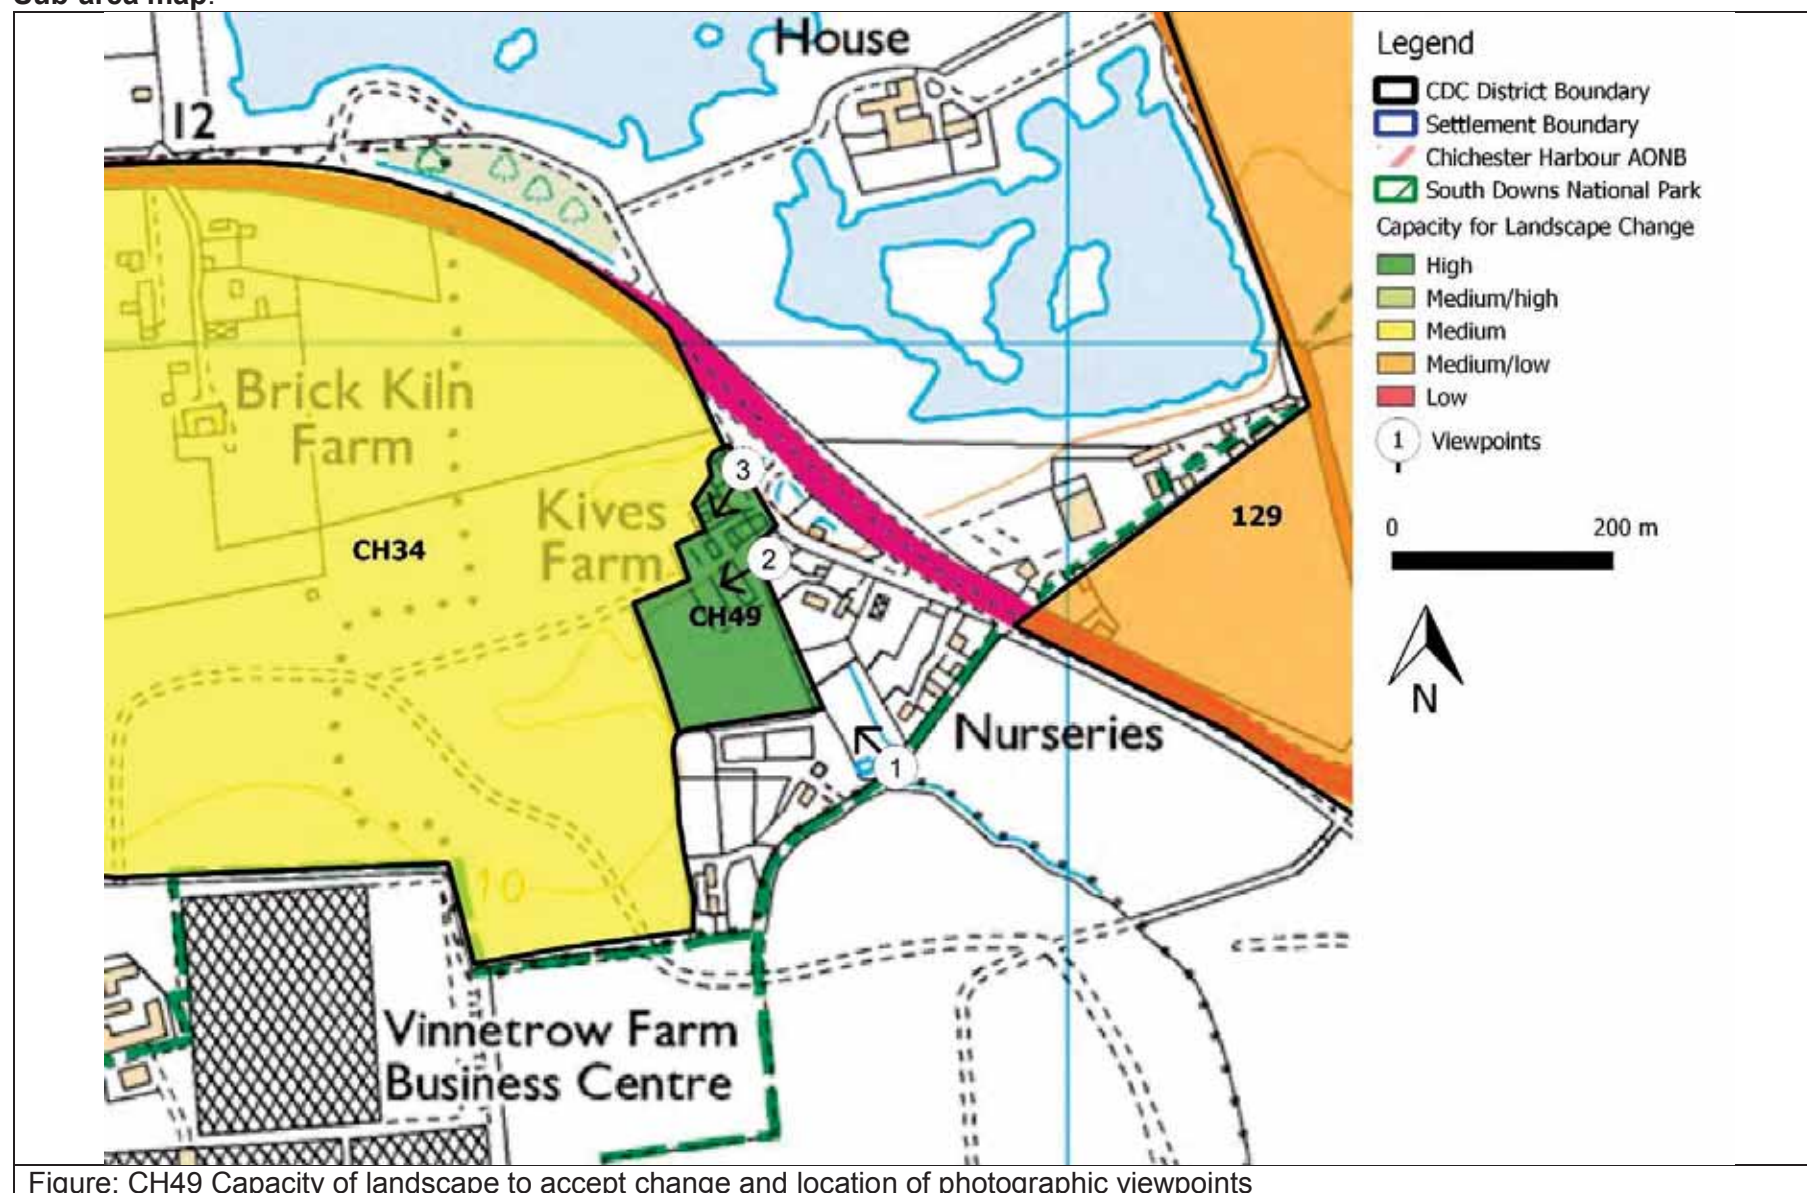 Sub-area map:
House
12
Brick Kiln
Farm
Kives
Farm
CH34
3
2
CH49
129
1
Nurseries
10
Vinnetrow Farm
Business Centre
Legend
CDC District Boundary
Settlement Boundary
Chichester Harbour AONB
South Downs National Park
Capacity for Landscape Change
High
Medium/high
Medium
Medium/low
Low
1 Viewpoints
0 200 m
N
Figure: CH49 Capacity of landscape to accept change and location of photographic viewpoints